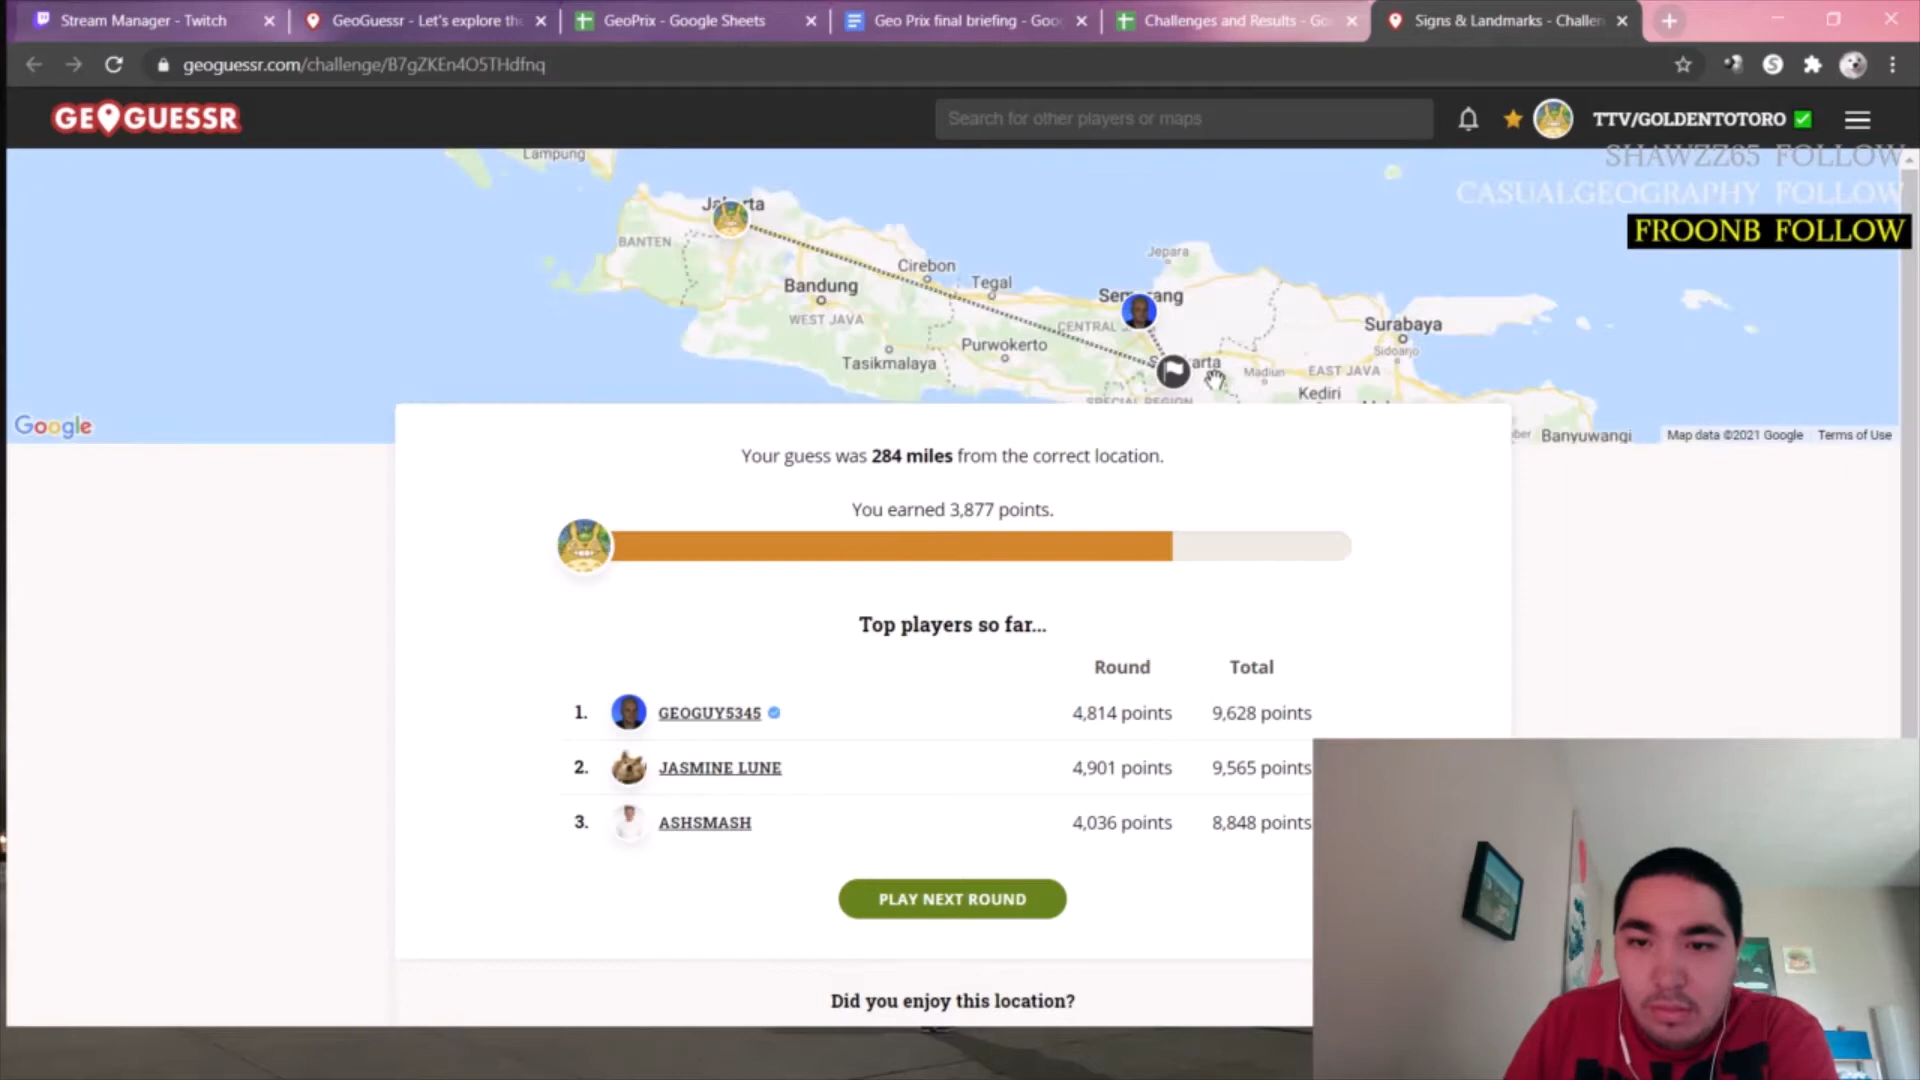 Stream Manager - Twitch
GeoGuessr - Let's explore th
GeoPrix - Google Sheets
Geo Prix final briefing - Goo
Challenges and Results - Go
Signs & Landmarks - Challen
geoguessr.com/challenge/B7gZKEn4O5THdfnq
GEOGUESSR
Search for other players or maps
TTV/GOLDENTOTORO
SHAWZZ65 FOLLOW
CASUALGEOGRAPHY FOLLOW
FROONB FOLLOW
Lampung
BANTEN
Cirebon
Bandung
WEST JAVA
Tegal
Jepara
CENTRAL
Tasikmalaya
Purwokerto
Surabaya
Sidoarjo
Madiun
EAST JAVA
Kediri
SPECIAL REGION
Banyuwangi
Google
Map data ©2021 Google
Terms of Use
Your guess was 284 miles from the correct location.
You earned 3,877 points.
Top players so far...
Round Total
1. GEOGUY5345 4,814 points 9,628 points
2. JASMINE LUNE 4,901 points 9,565 points
3. ASHSMASH 4,036 points 8,848 points
PLAY NEXT ROUND
Did you enjoy this location?